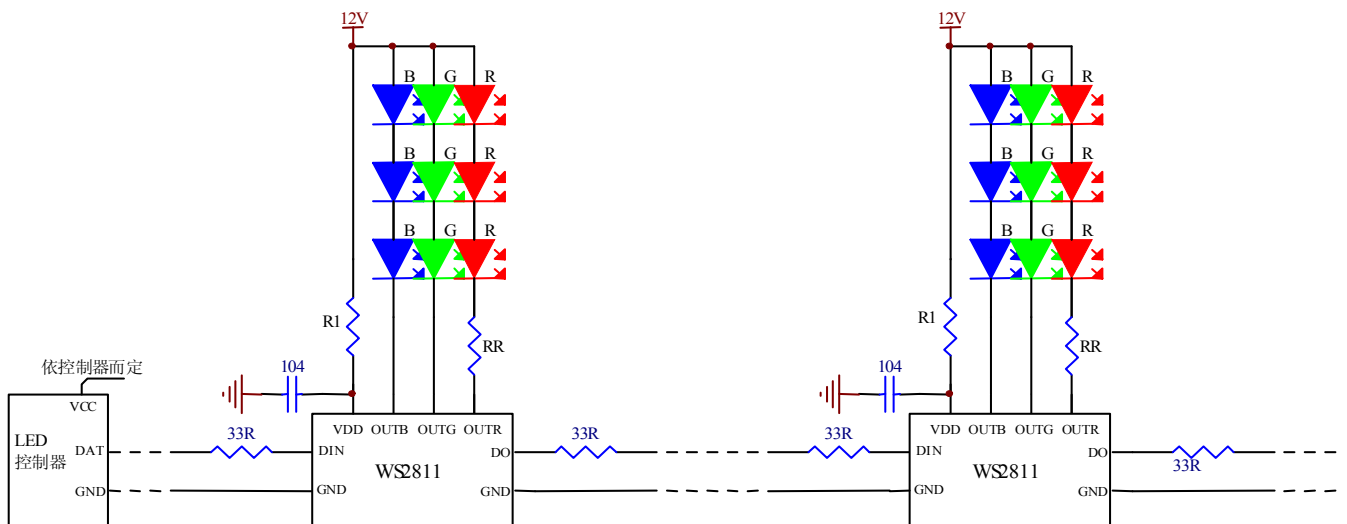 12V
12V
B G R
B G R
B G R
B G R
B G R
B G R
R1
RR
R1
RR
依控制器而定
104
104
VCC
LED
控制器
DAT
GND
33R
VDD OUTB OUTG OUTR
DIN
DO
WS2811
GND
GND
33R
33R
VDD OUTB OUTG OUTR
DIN
DO
WS2811
GND
GND
33R